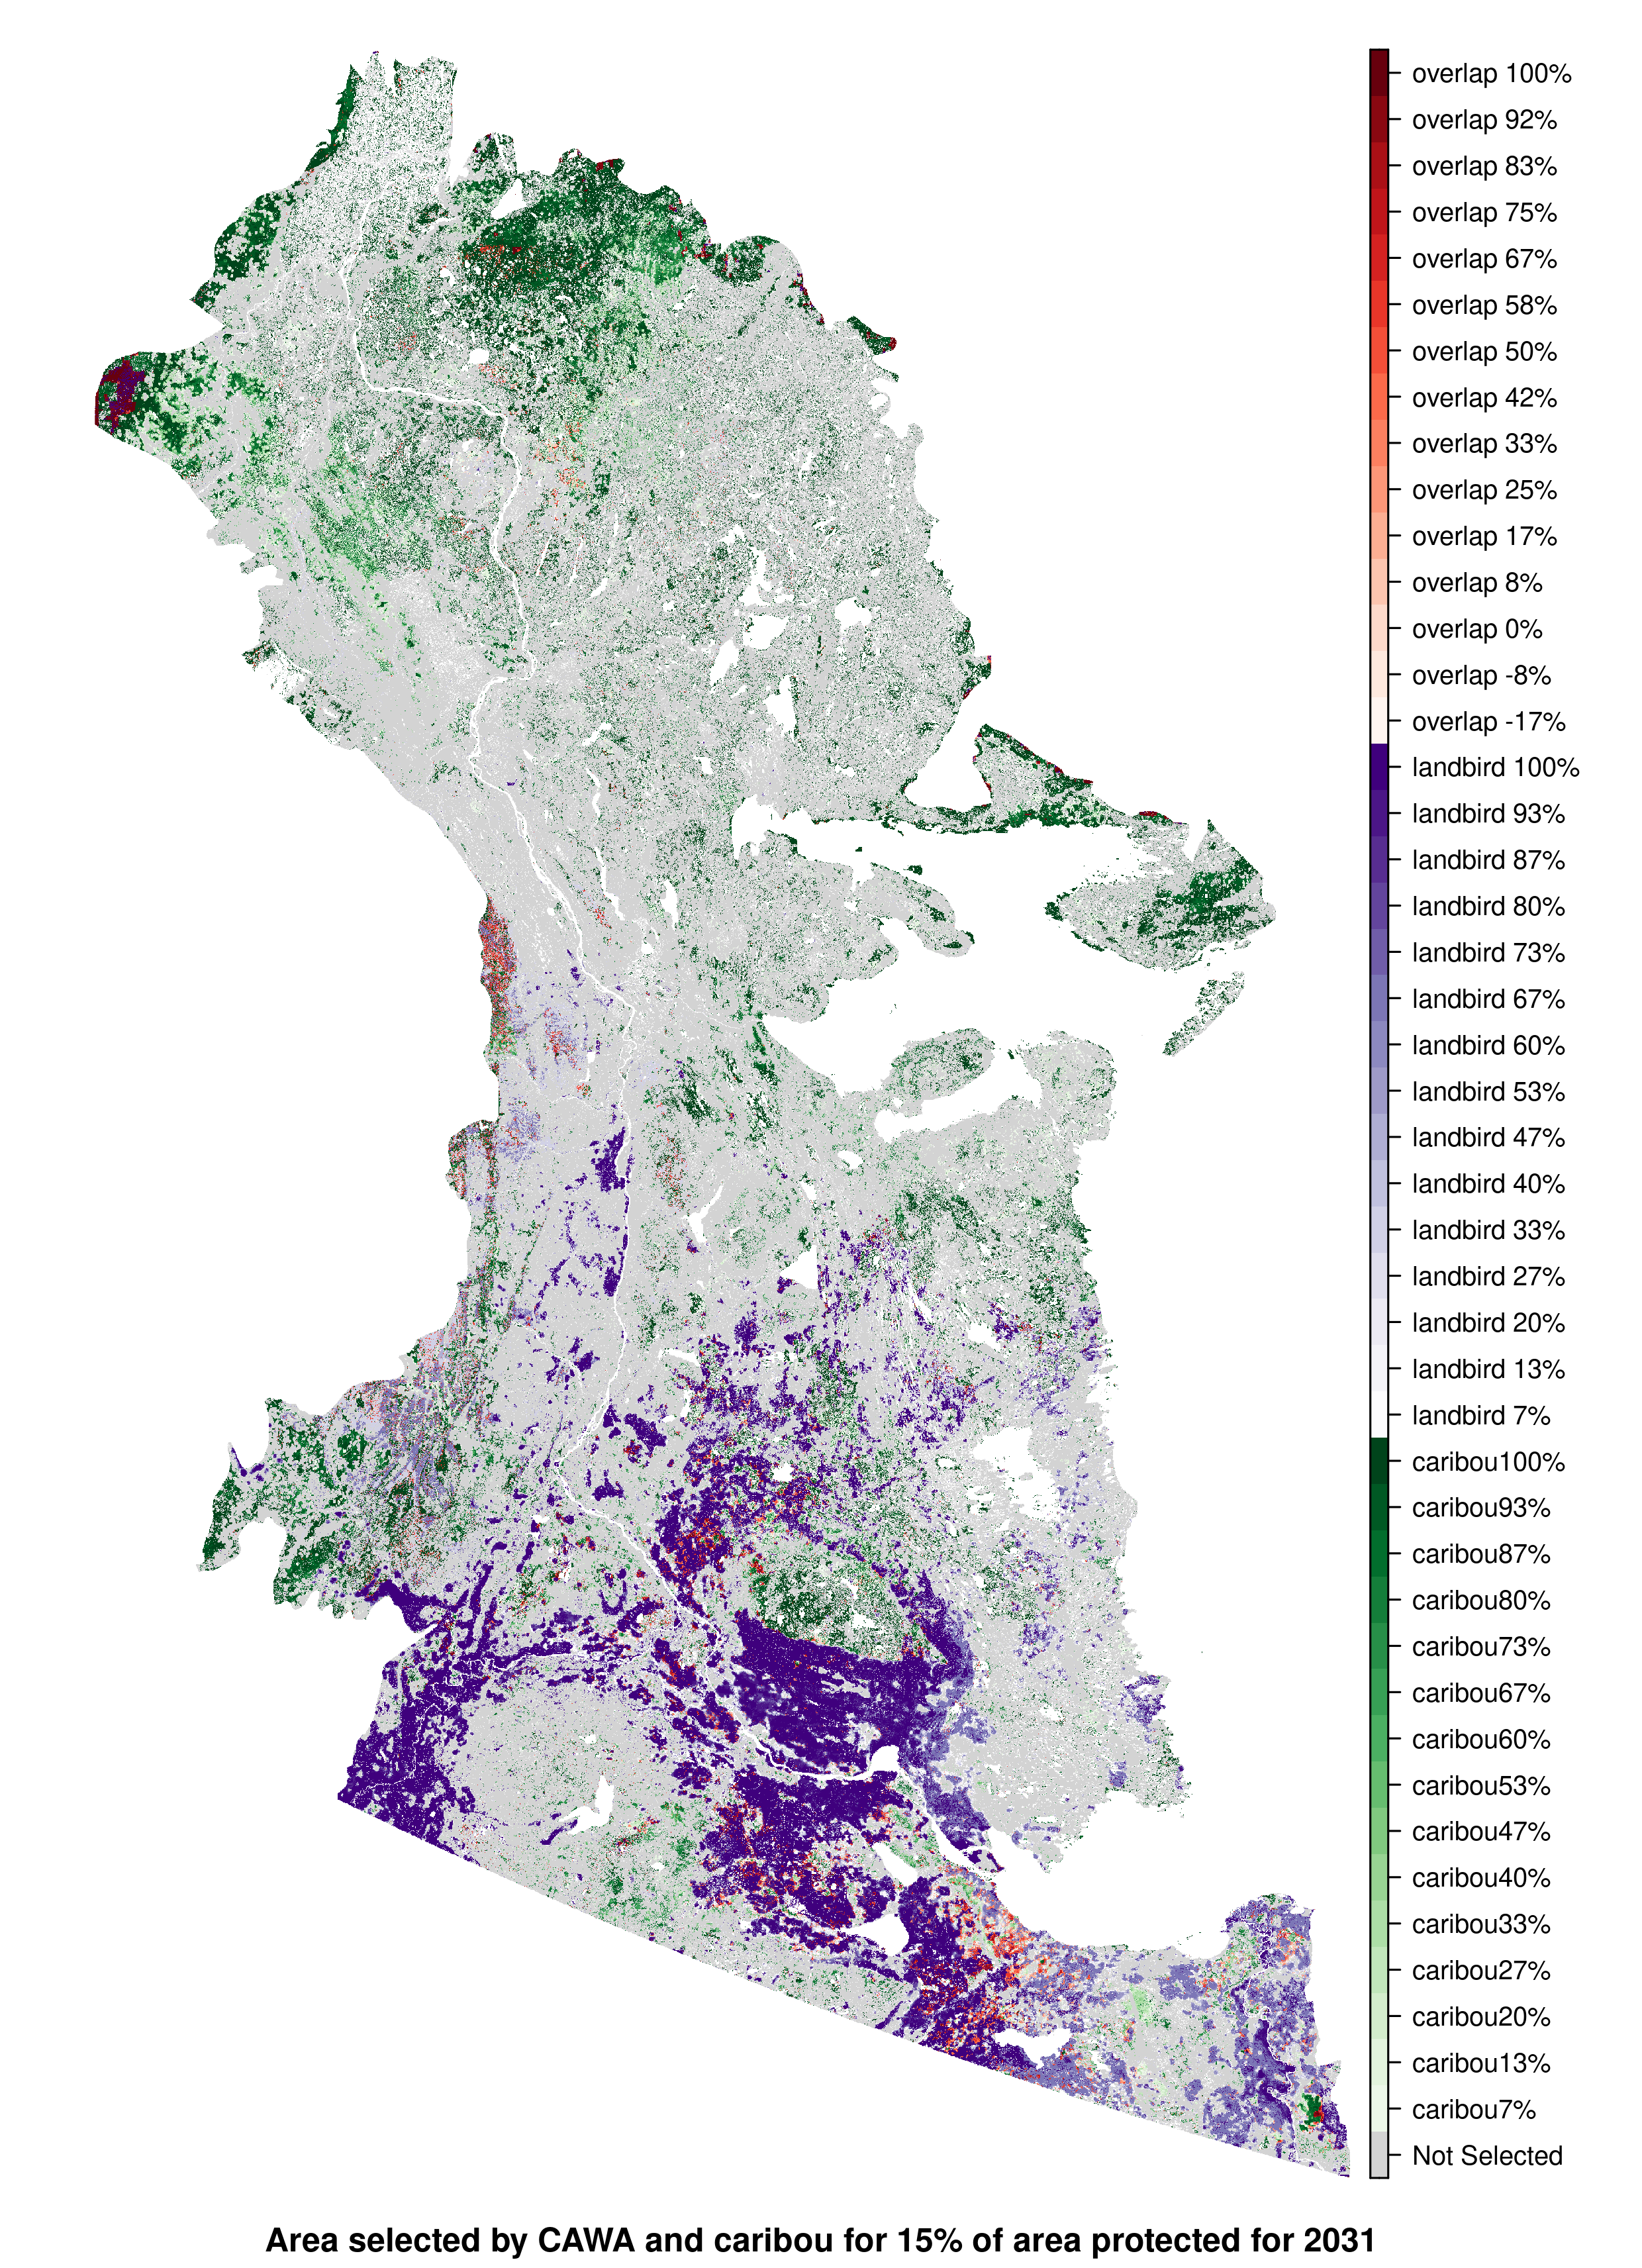 overlap 100%
overlap 92%
overlap 83%
overlap 75%
overlap 67%
overlap 58%
overlap 50%
overlap 42%
overlap 33%
overlap 25%
overlap 17%
overlap 8%
overlap 0%
overlap -8%
overlap -17%
landbird 100%
landbird 93%
landbird 87%
landbird 80%
landbird 73%
landbird 67%
landbird 60%
landbird 53%
landbird 47%
landbird 40%
landbird 33%
landbird 27%
landbird 20%
landbird 13%
landbird 7%
caribou100%
caribou93%
caribou87%
caribou80%
caribou73%
caribou67%
caribou60%
caribou53%
caribou47%
caribou40%
caribou33%
caribou27%
caribou20%
caribou13%
caribou7%
Not Selected
Area selected by CAWA and caribou for 15% of area protected for 2031